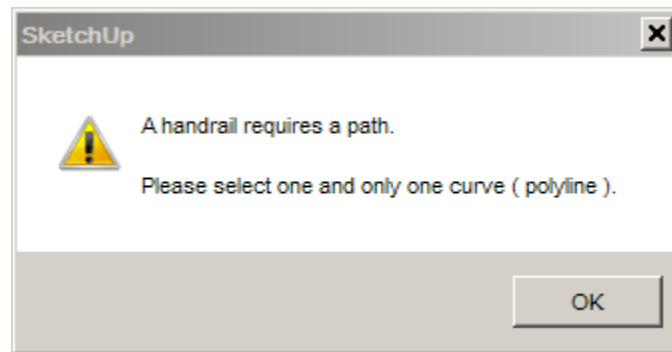 SketchUp
A handrail requires a path.
Please select one and only one curve ( polyline ).
OK